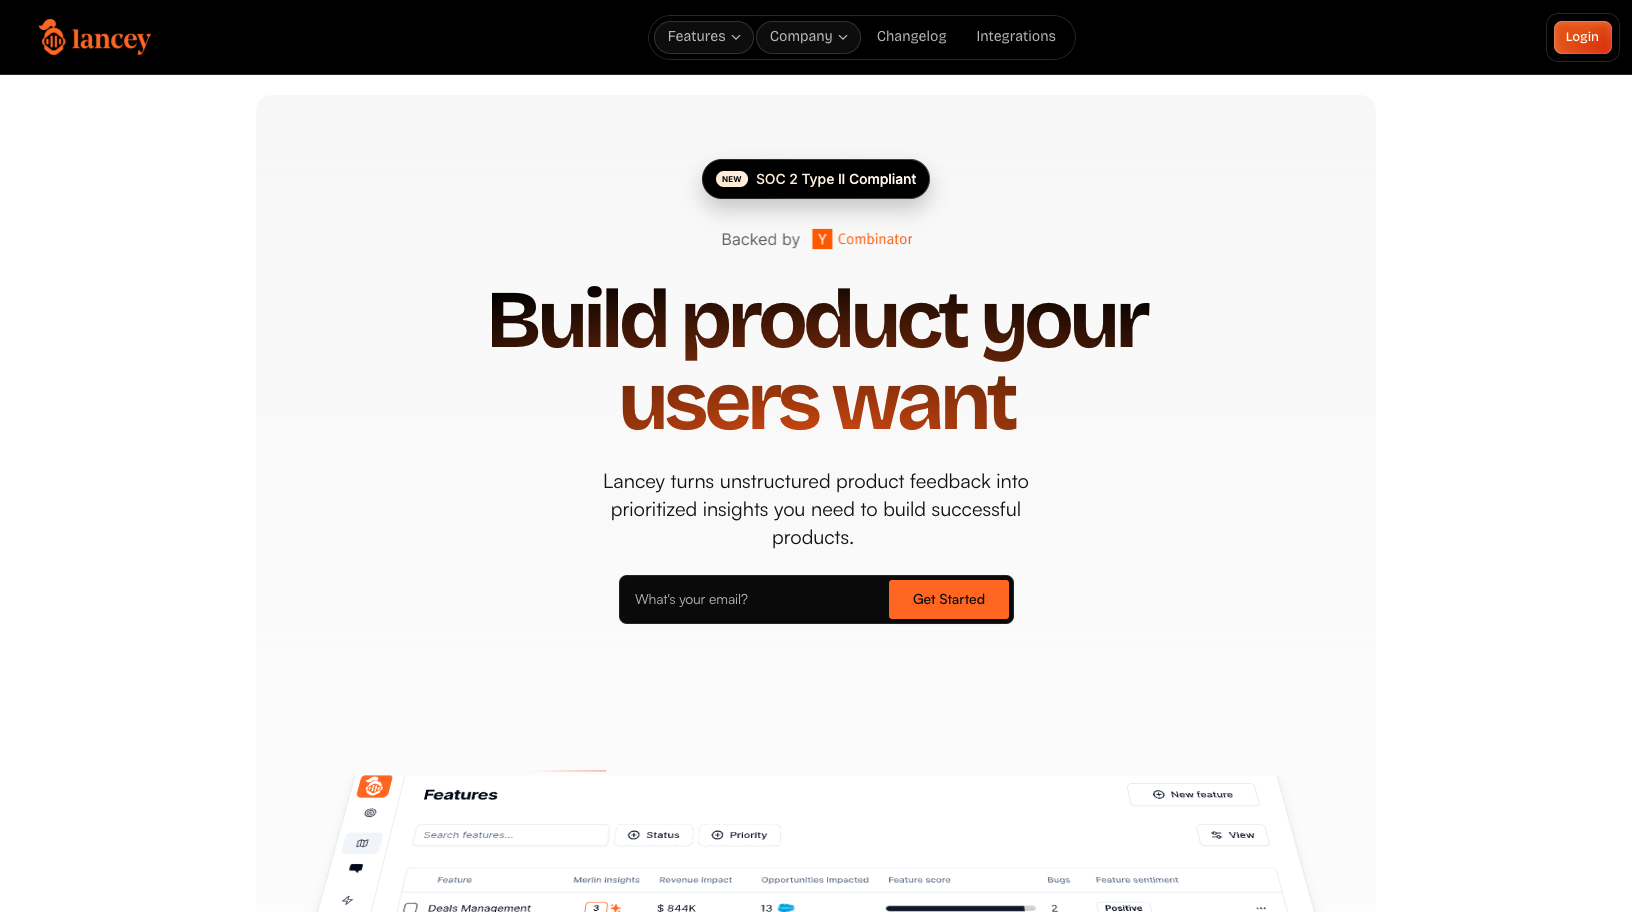 lancey
Features
Company
Changelog
Integrations
Login
NEW SOC 2 Type II Compliant
Backed by Y Combinator
Build product your
users want
Lancey turns unstructured product feedback into
prioritized insights you need to build successful
products.
What's your email?
Get Started
Features
New feature
Search features...
Status
Priority
View
Feature Merlin insights Revenue impact Opportunities impacted Feature score Bugs Feature sentiment
Deals Management 3 $ 844K 13 2 Positive ...